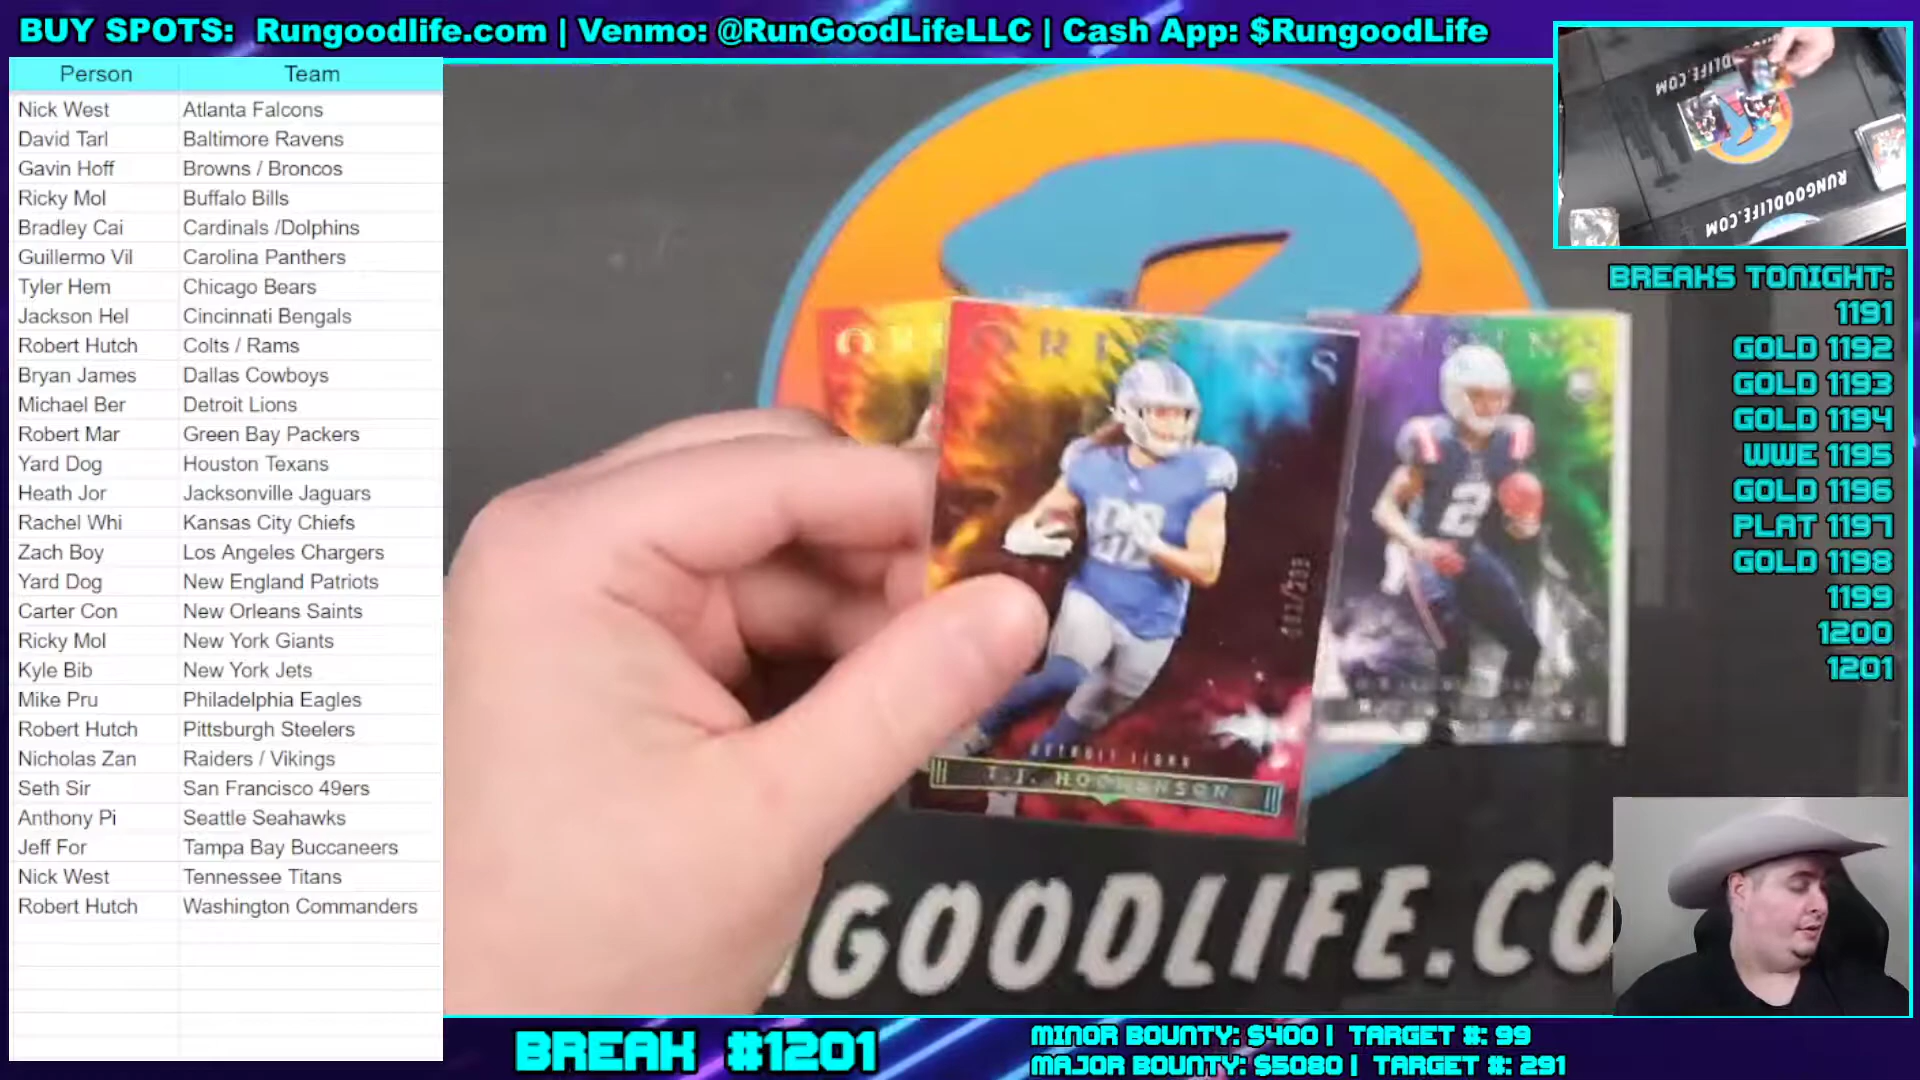 BUY SPOTS: Rungoodlife.com | Venmo: @RunGoodLifeLLC | Cash App: $RungoodLife
Person Team
Nick West Atlanta Falcons
David Tarl Baltimore Ravens
Gavin Hoff Browns / Broncos
Ricky Mol Buffalo Bills
Bradley Cai Cardinals /Dolphins
Guillermo Vil Carolina Panthers
Tyler Hem Chicago Bears
Jackson Hel Cincinnati Bengals
Robert Hutch Colts / Rams
Bryan James Dallas Cowboys
Michael Ber Detroit Lions
Robert Mar Green Bay Packers
Yard Dog Houston Texans
Heath Jor Jacksonville Jaguars
Rachel Whi Kansas City Chiefs
Zach Boy Los Angeles Chargers
Yard Dog New England Patriots
Carter Con New Orleans Saints
Ricky Mol New York Giants
Kyle Bib New York Jets
Mike Pru Philadelphia Eagles
Robert Hutch Pittsburgh Steelers
Nicholas Zan Raiders / Vikings
Seth Sir San Francisco 49ers
Anthony Pi Seattle Seahawks
Jeff For Tampa Bay Buccaneers
Nick West Tennessee Titans
Robert Hutch Washington Commanders
ORIGINS
DETROIT LIONS
T.J. HOCKENSON
2
GOODLIFE.CO
RUNGOODLIFE.COM
BREAKS TONIGHT:
1191
GOLD 1192
GOLD 1193
GOLD 1194
WWE 1195
GOLD 1196
PLAT 1197
GOLD 1198
1199
1200
1201
BREAK #1201
MINOR BOUNTY: $400 | TARGET #: 99
MAJOR BOUNTY: $5080 | TARGET #: 291